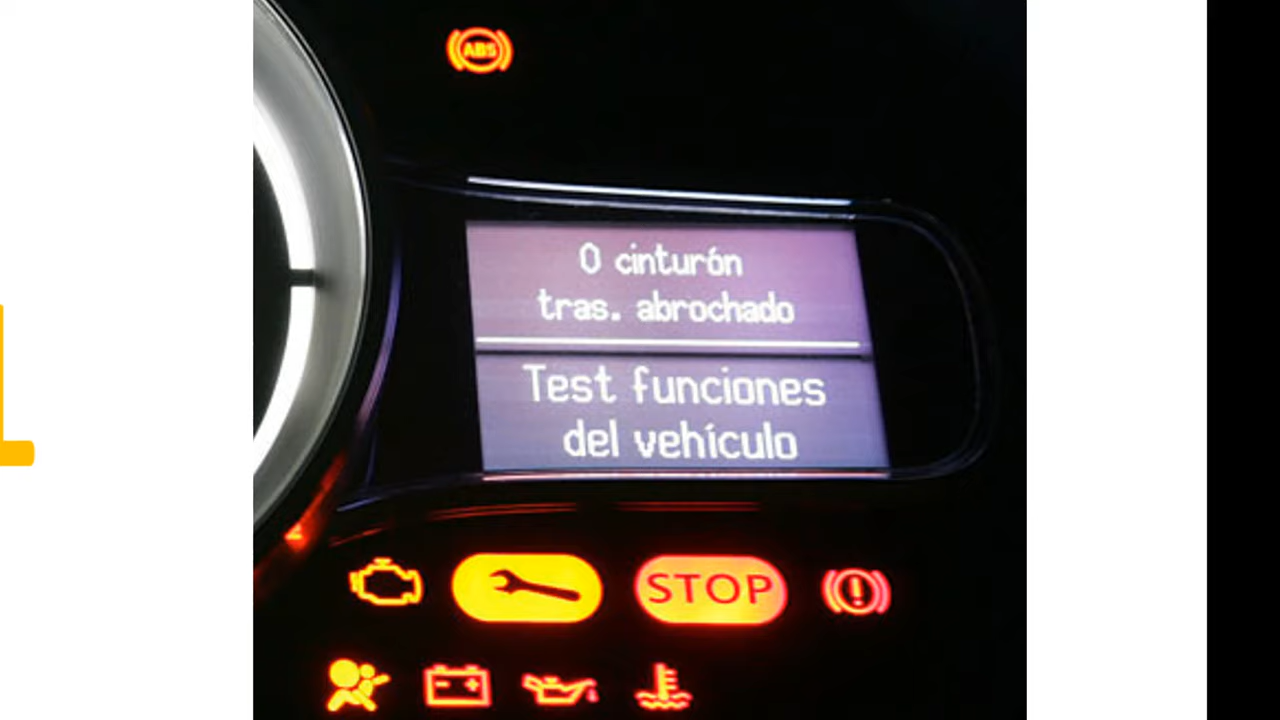 ABS
0 cinturón
tras. abrochado
Test funciones
del vehículo
STOP